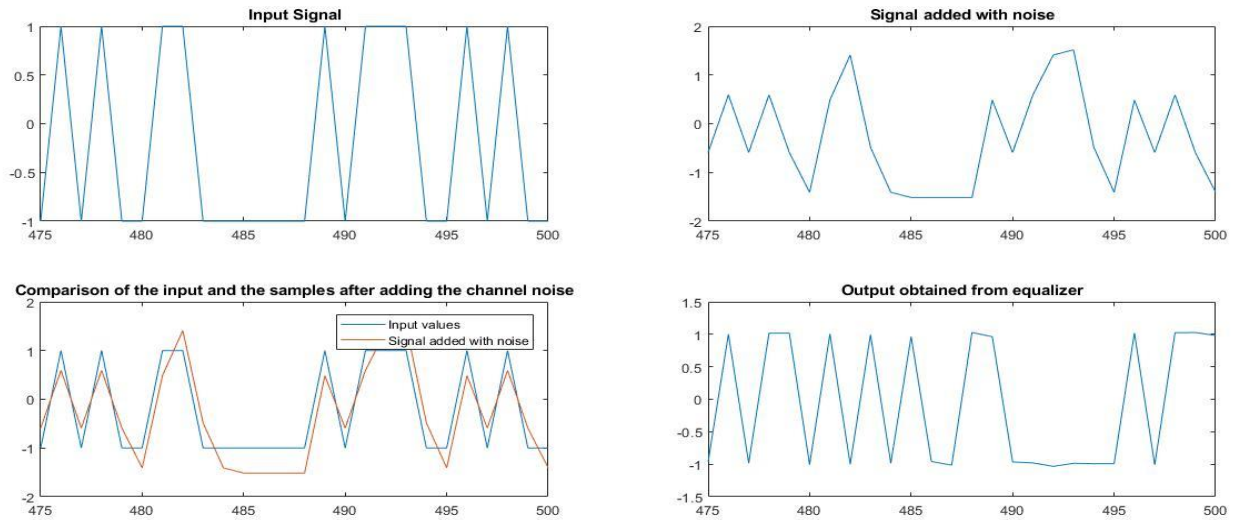 Input Signal
1
0.5
0
-0.5
-1
475 480 485 490 495 500
Signal added with noise
2
1
0
-1
-2
475 480 485 490 495 500
Comparison of the input and the samples after adding the channel noise
2
1
0
-1
-2
Input values
Signal added with noise
475 480 485 490 495 500
Output obtained from equalizer
1.5
1
0.5
0
-0.5
-1
-1.5
475 480 485 490 495 500